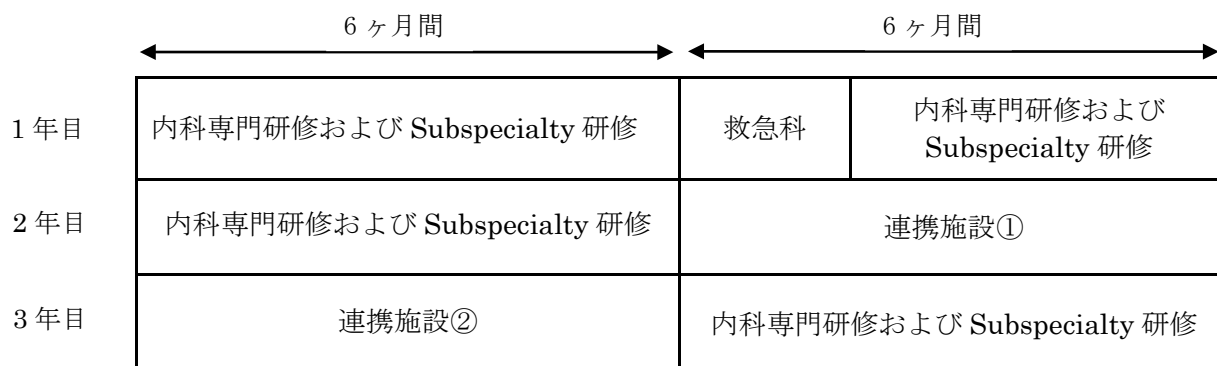 6 ヶ月間 6 ヶ月間
1 年目 内科専門研修および Subspecialty 研修 救急科 内科専門研修および
Subspecialty 研修
2 年目 内科専門研修および Subspecialty 研修 連携施設①
3 年目 連携施設② 内科専門研修および Subspecialty 研修